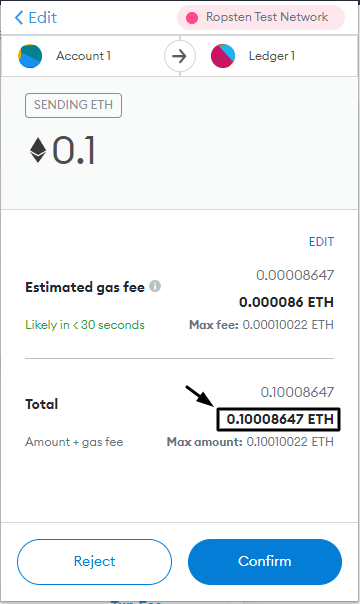 Edit
Ropsten Test Network
Account 1
Ledger 1
SENDING ETH
0.1
EDIT
0.00008647
Estimated gas fee
0.000086 ETH
Likely in < 30 seconds
Max fee: 0.00010022 ETH
0.10008647
Total
0.10008647 ETH
Amount + gas fee
Max amount: 0.10010022 ETH
Reject
Confirm